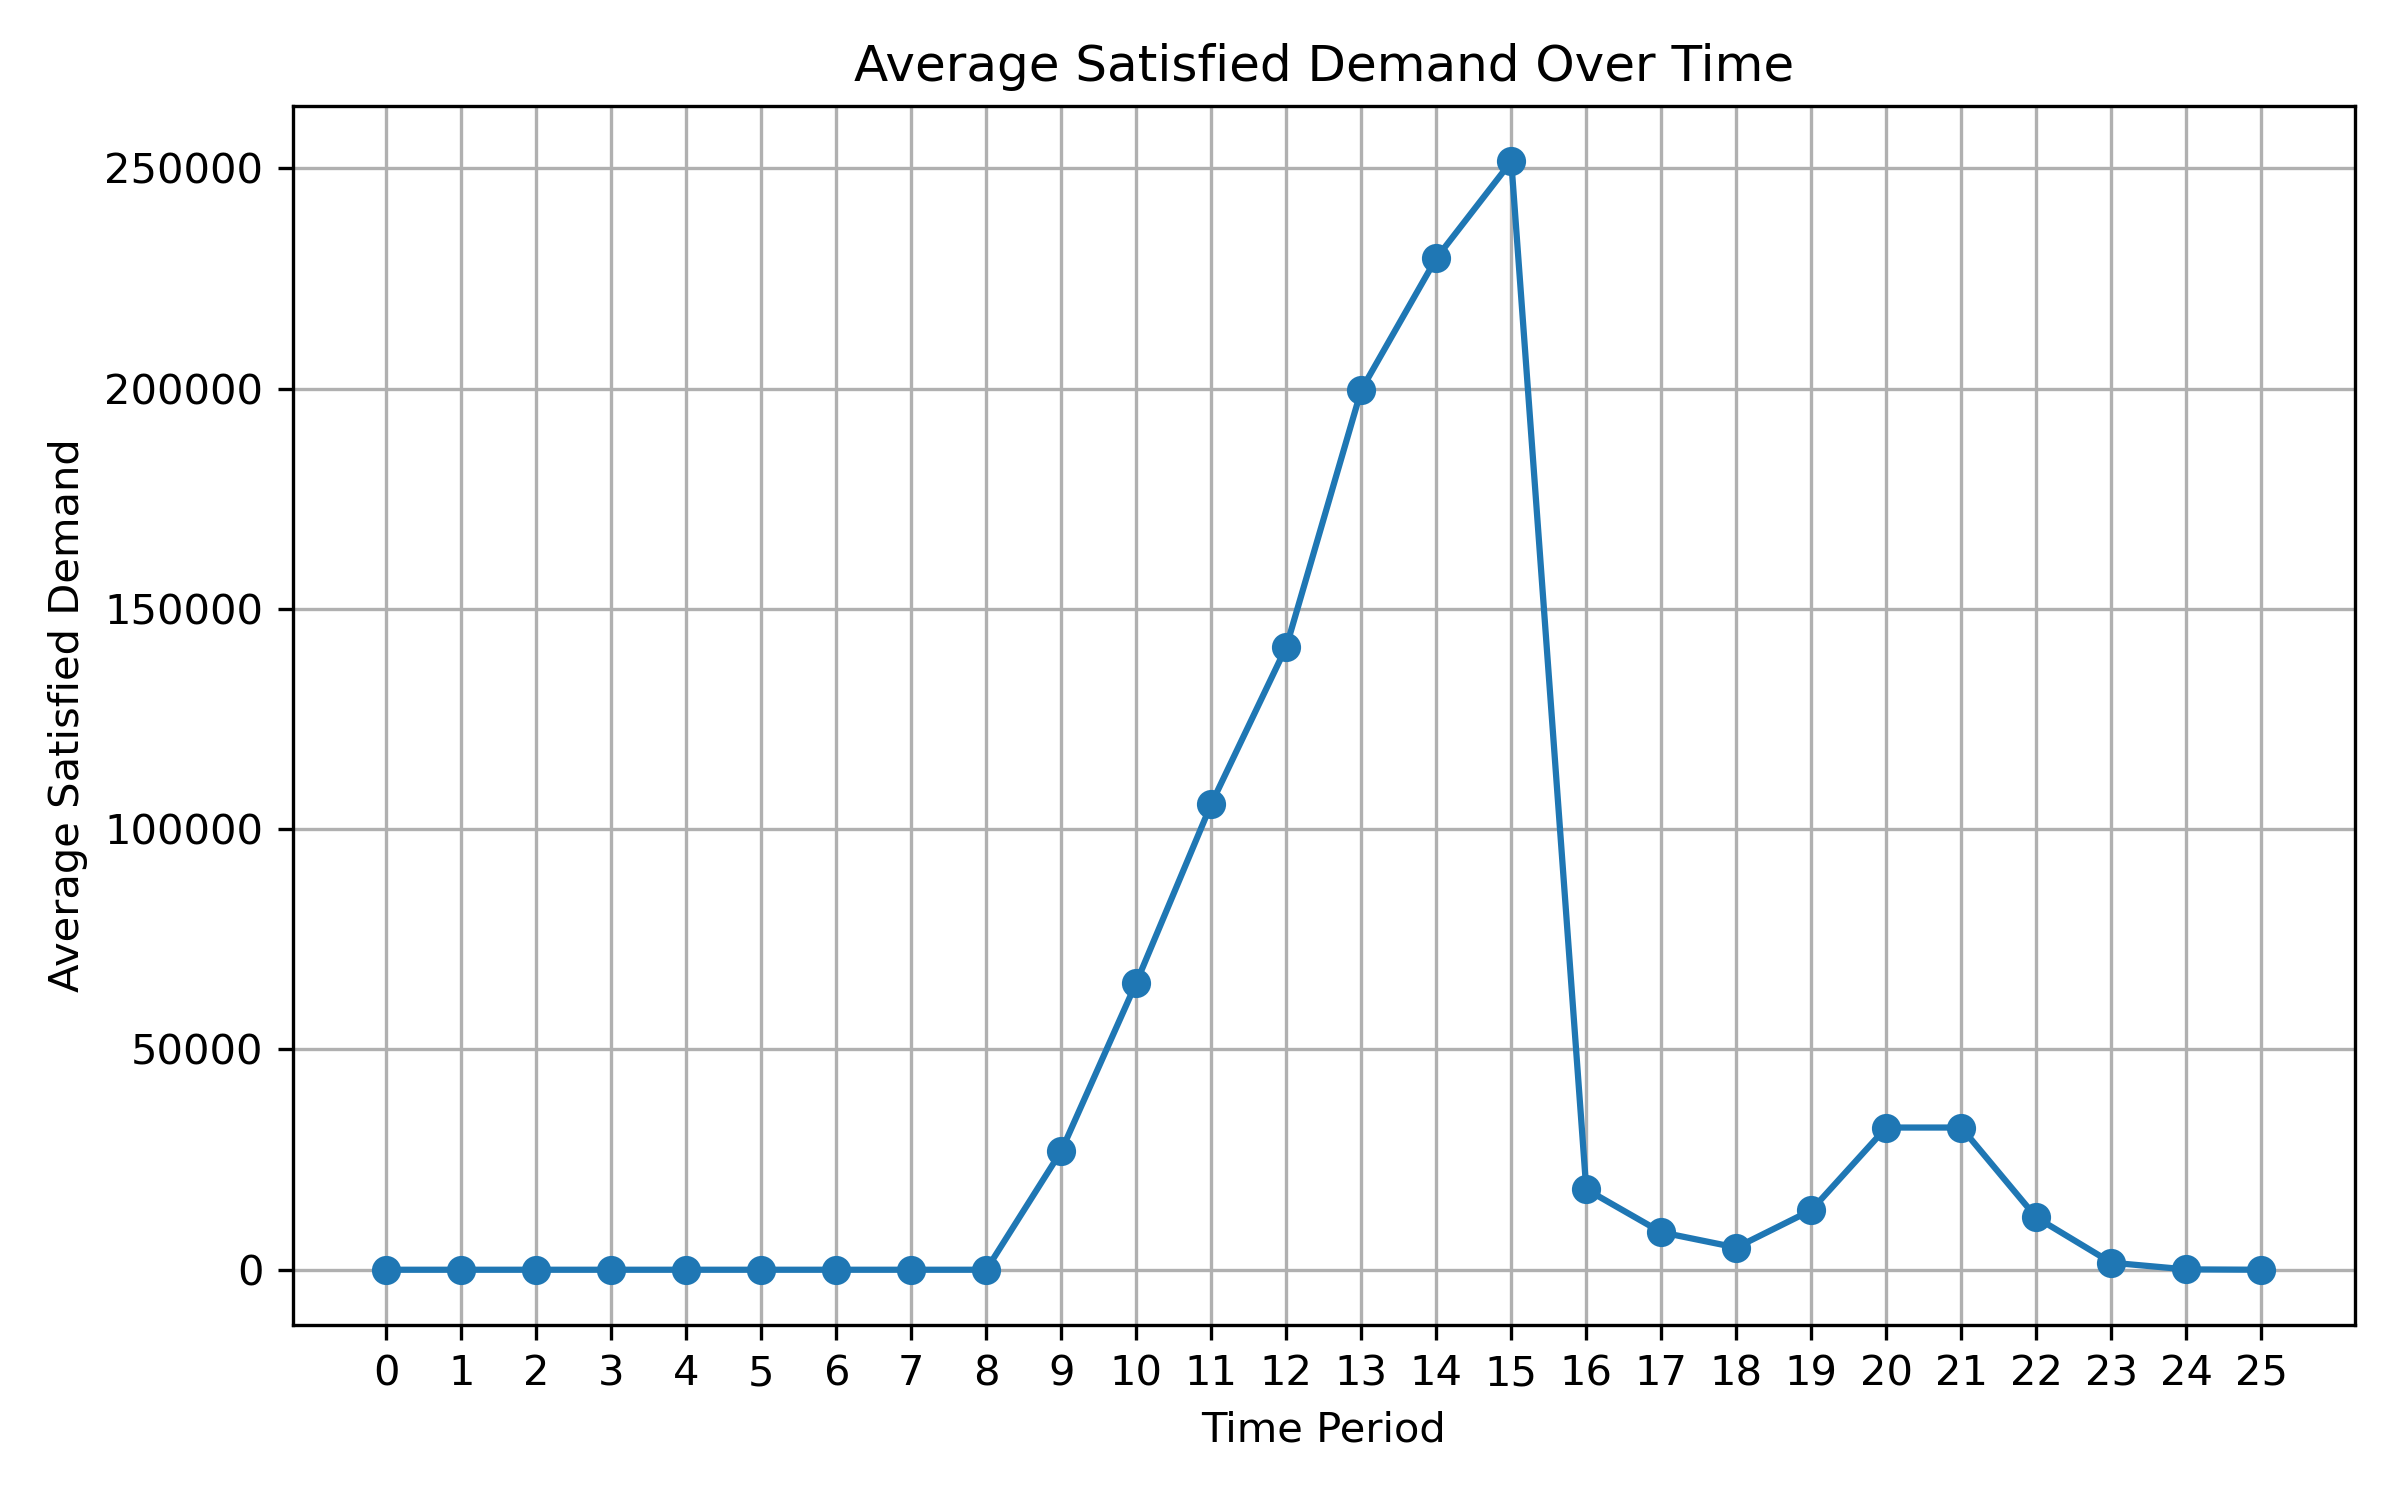 Average Satisfied Demand Over Time
Average Satisfied Demand
250000
200000
150000
100000
50000
0
0 1 2 3 4 5 6 7 8 9 10 11 12 13 14 15 16 17 18 19 20 21 22 23 24 25
Time Period